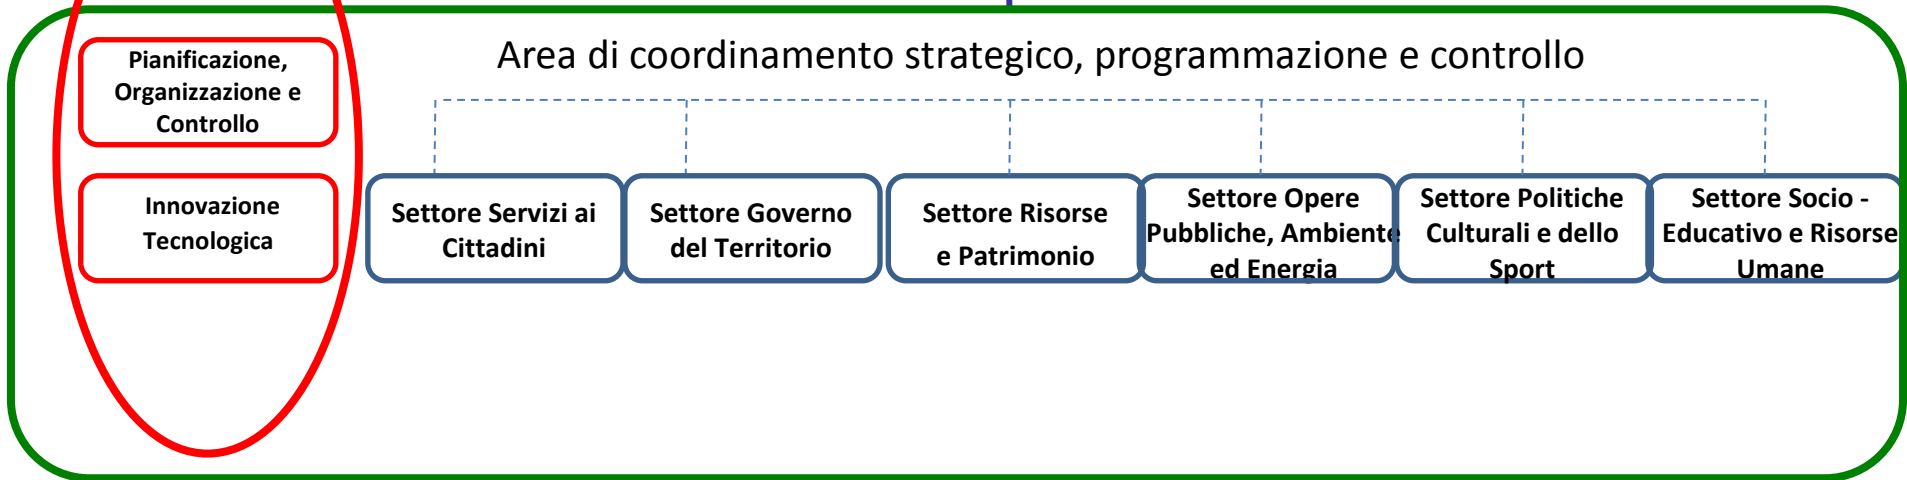 Area di coordinamento strategico, programmazione e controllo
Pianificazione,
Organizzazione e
Controllo
Innovazione
Tecnologica
Settore Servizi ai
Cittadini
Settore Governo
del Territorio
Settore Risorse
e Patrimonio
Settore Opere
Pubbliche, Ambiente
ed Energia
Settore Politiche
Culturali e dello
Sport
Settore Socio -
Educativo e Risorse
Umane